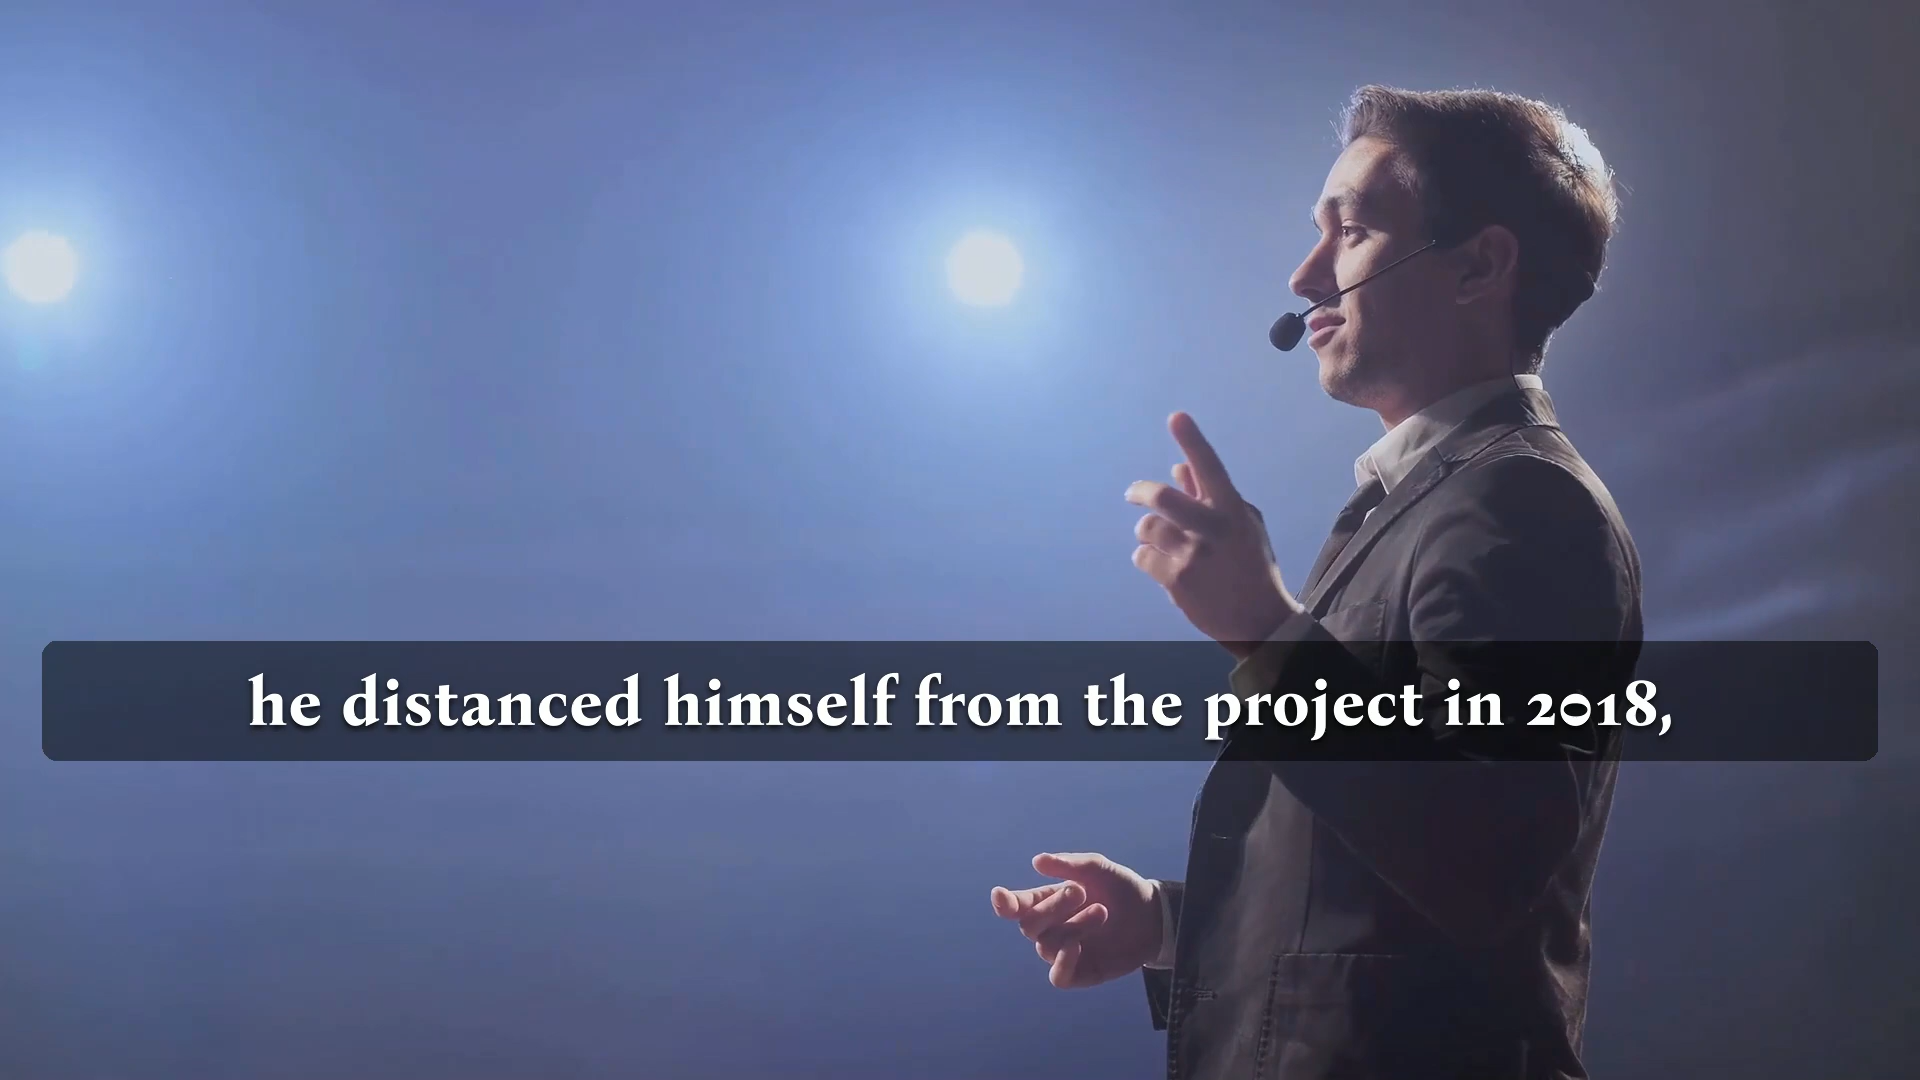 he distanced himself from the project in 2018,